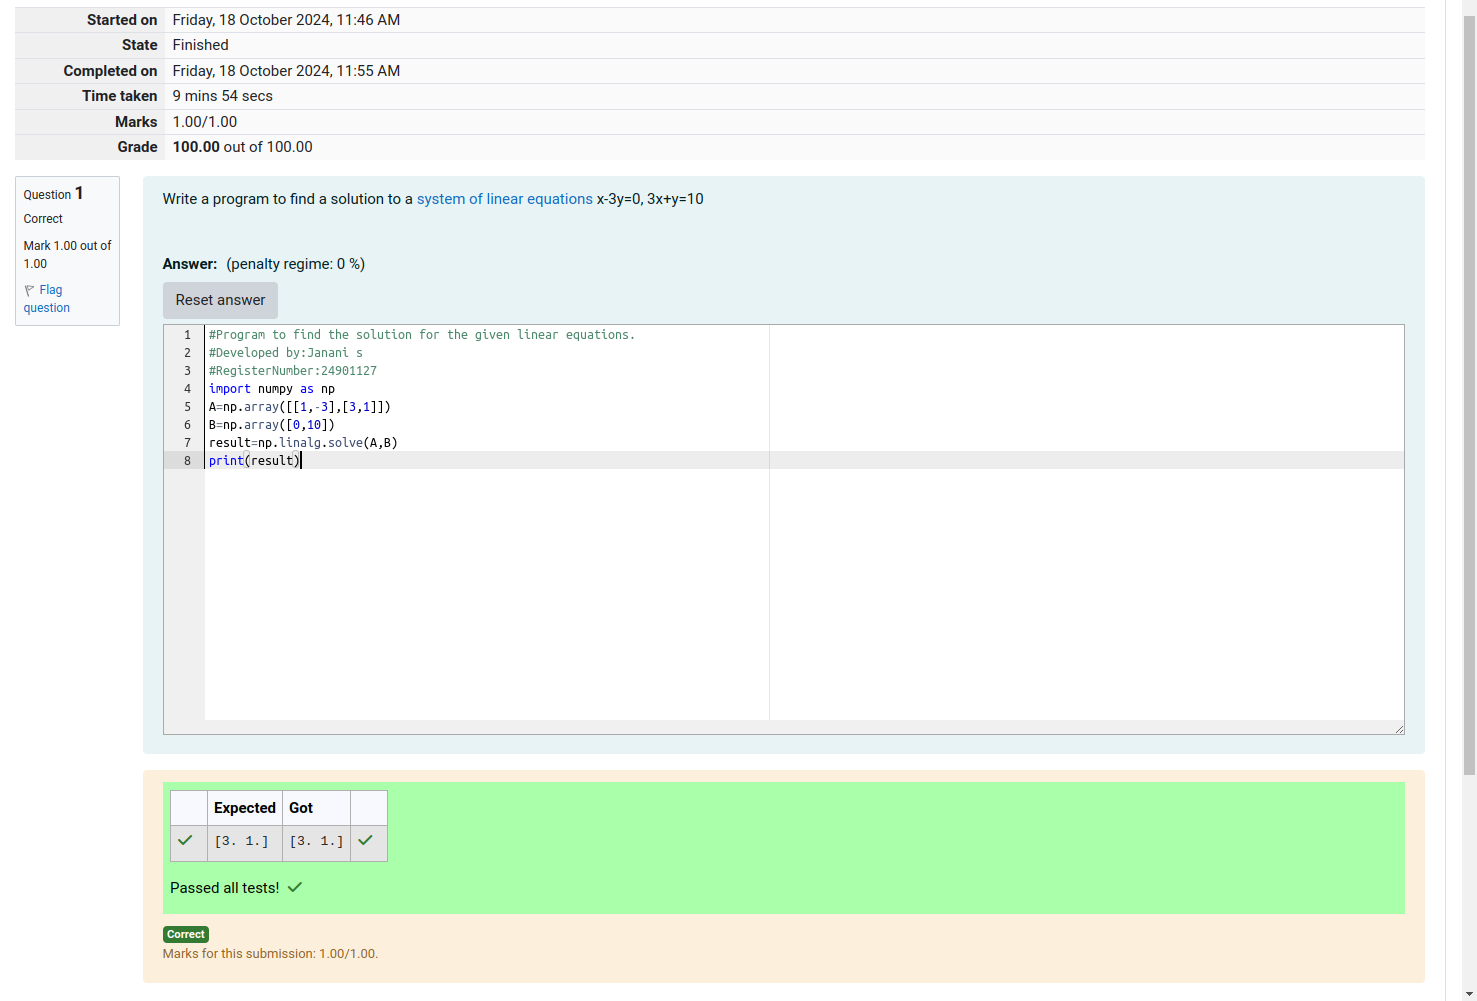 Started on Friday, 18 October 2024, 11:46 AM
State Finished
Completed on Friday, 18 October 2024, 11:55 AM
Time taken 9 mins 54 secs
Marks 1.00/1.00
Grade 100.00 out of 100.00
Question 1
Correct
Mark 1.00 out of
1.00
Flag
question
Write a program to find a solution to a system of linear equations x-3y=0, 3x+y=10
Answer: (penalty regime: 0 %)
Reset answer
1 #Program to find the solution for the given linear equations.
2 #Developed by:Janani s
3 #RegisterNumber:24901127
4 import numpy as np
5 A=np.array([[1,-3],[3,1]])
6 B=np.array([0,10])
7 result=np.linalg.solve(A,B)
8 print(result)
Expected Got
[3. 1.] [3. 1.]
Passed all tests!
Correct
Marks for this submission: 1.00/1.00.